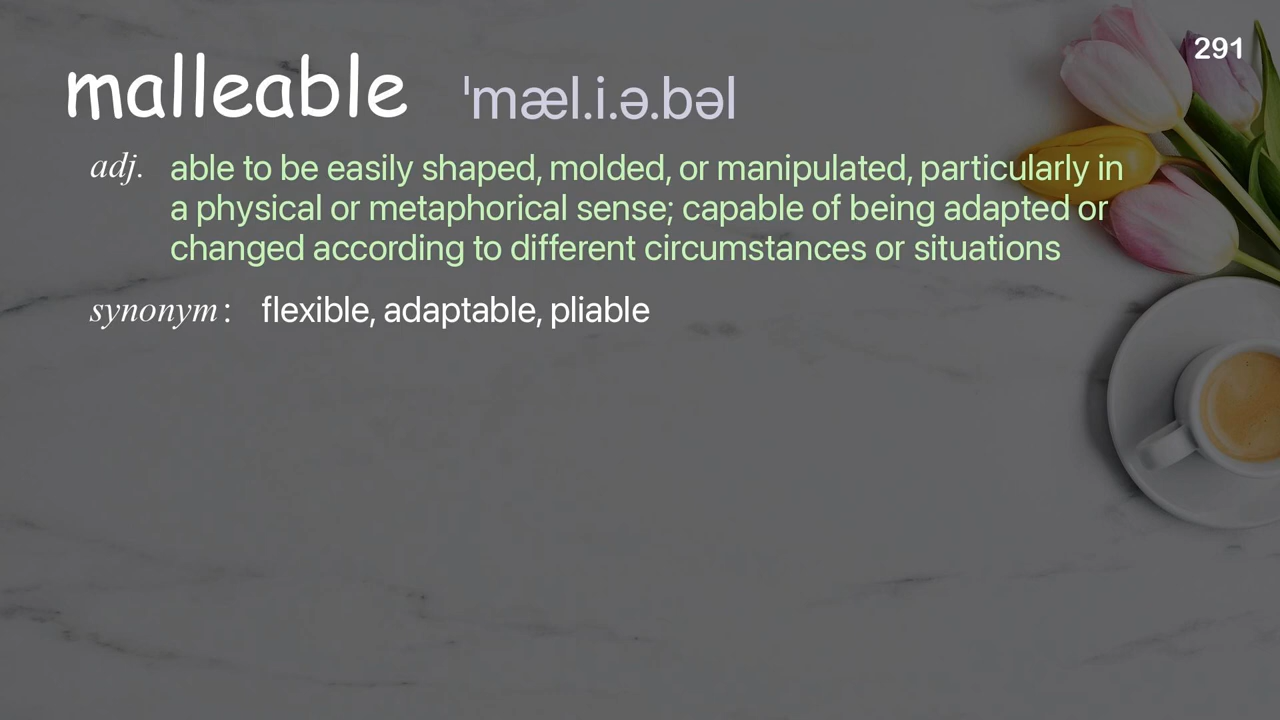 291
malleable ˈmæl.i.ə.bəl
adj. able to be easily shaped, molded, or manipulated, particularly in
a physical or metaphorical sense; capable of being adapted or
changed according to different circumstances or situations
synonym: flexible, adaptable, pliable